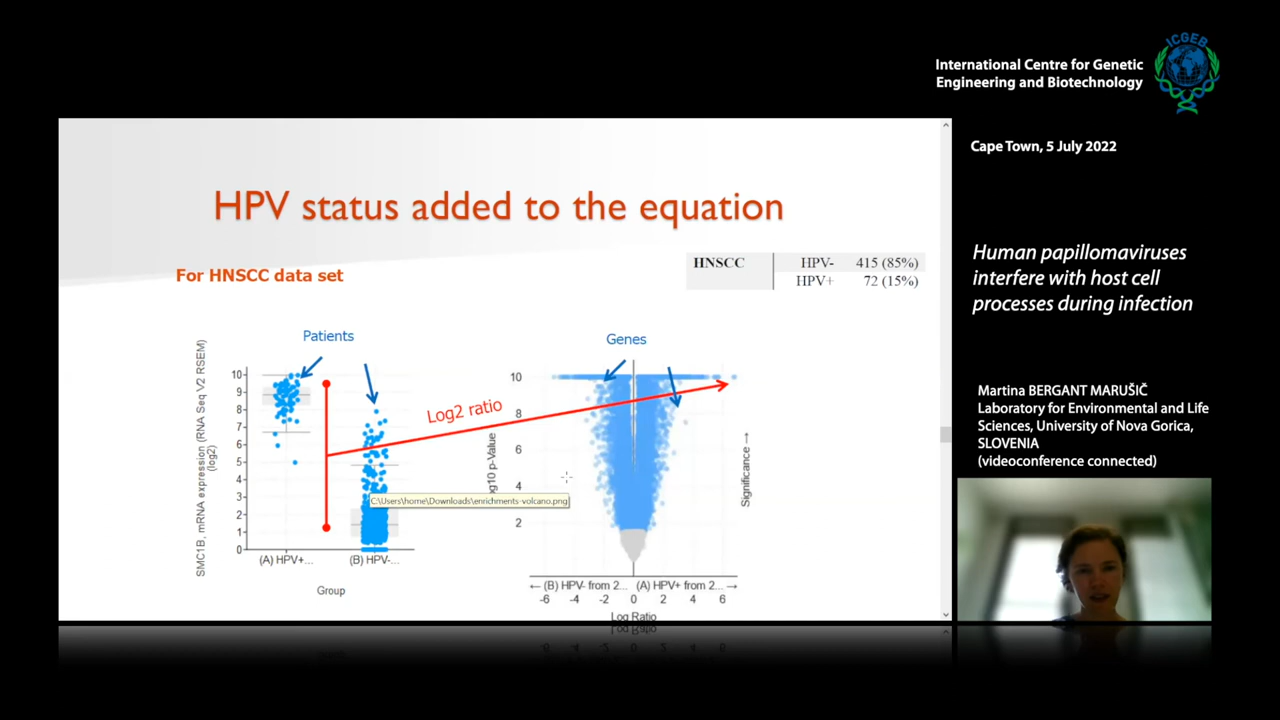 ICGEB
International Centre for Genetic
Engineering and Biotechnology
Cape Town, 5 July 2022
Human papillomaviruses
interfere with host cell
processes during infection
Martina BERGANT MARUŠIČ
Laboratory for Environmental and Life
Sciences, University of Nova Gorica,
SLOVENIA
(videoconference connected)
HPV status added to the equation
For HNSCC data set
HNSCC HPV- 415 (85%)
HPV+ 72 (15%)
Patients
SMC1B, mRNA expression (RNA Seq V2 RSEM)
(log2)
10
9
8
7
6
5
4
3
2
1
0
(A) HPV+...
(B) HPV-...
Group
C:\Users\home\Downloads\enrichments-volcano.png
Log2 ratio
Genes
g10 p-Value
10
8
6
4
2
Significance →
← (B) HPV- from 2...
(A) HPV+ from 2... →
-6 -4 -2 0 2 4 6
Log Ratio